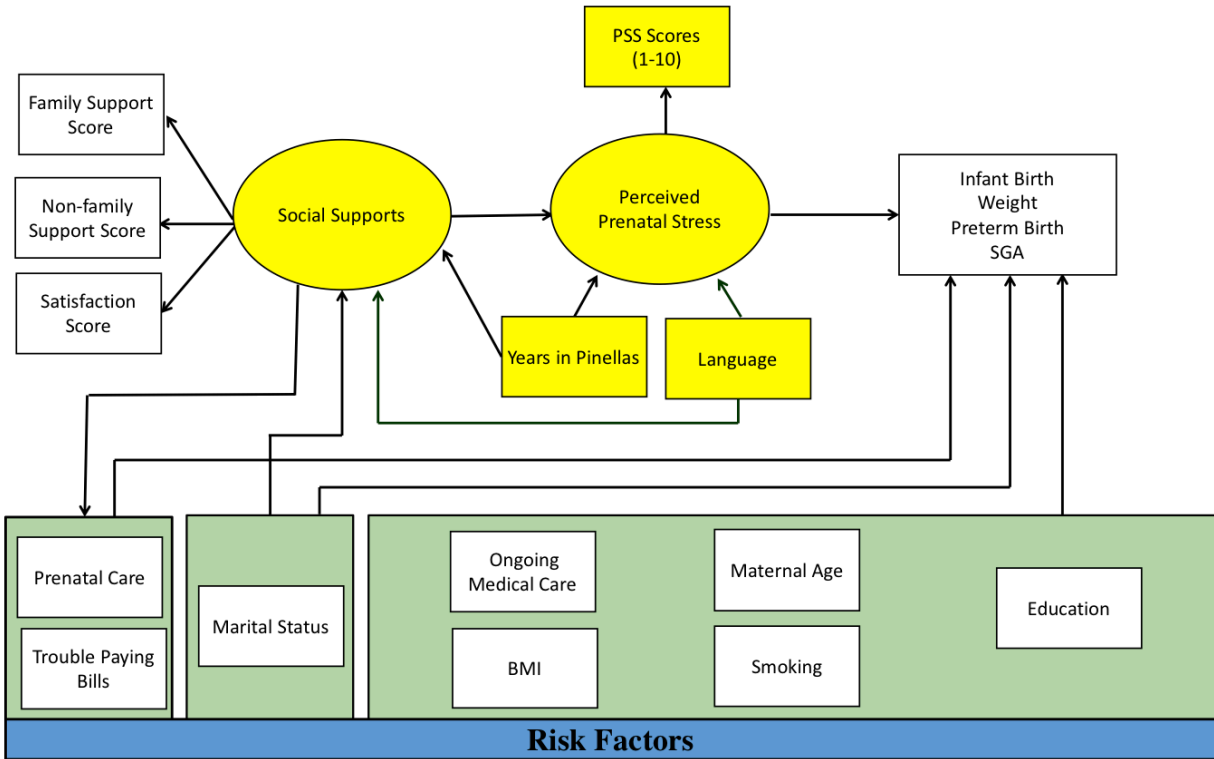 PSS Scores
(1-10)
Family Support
Score
Non-family
Support Score
Satisfaction
Score
Social Supports
Perceived
Prenatal Stress
Infant Birth
Weight
Preterm Birth
SGA
Years in Pinellas
Language
Prenatal Care
Trouble Paying
Bills
Marital Status
Ongoing
Medical Care
BMI
Maternal Age
Smoking
Education
Risk Factors